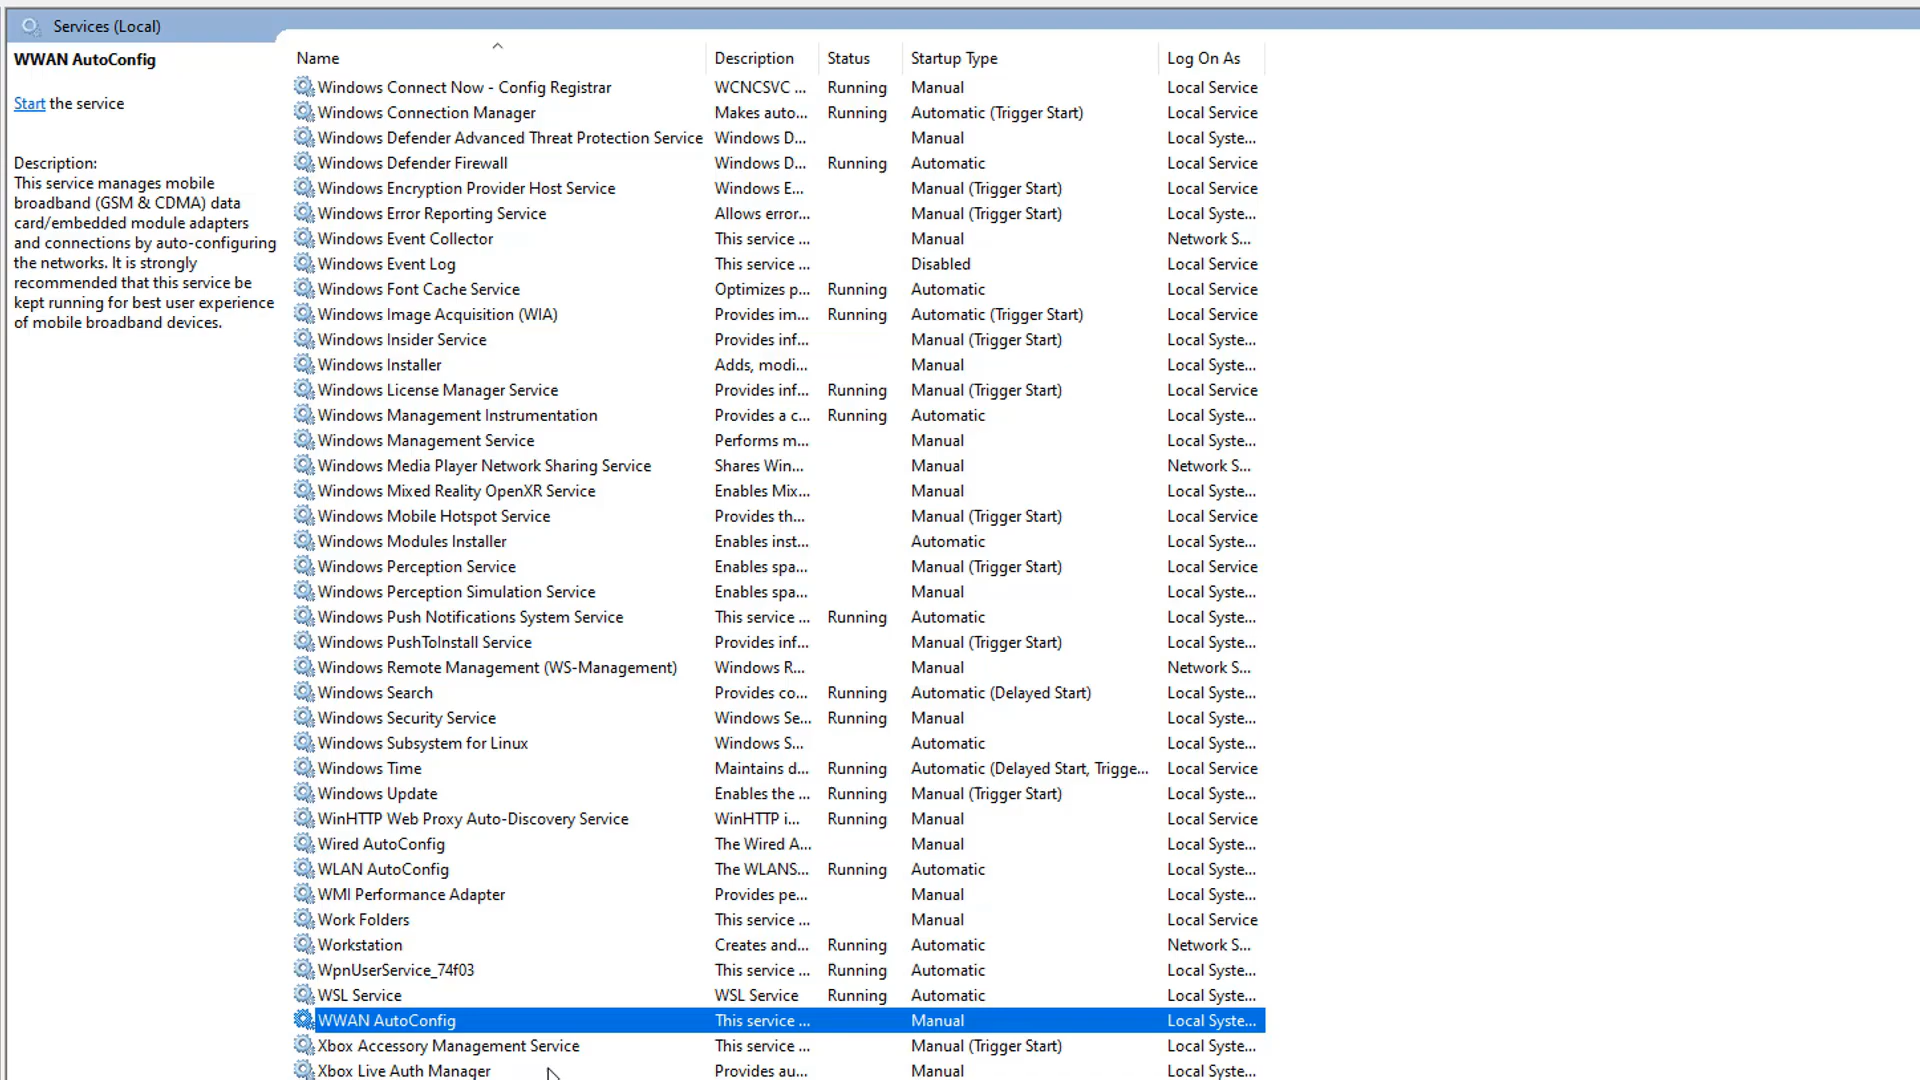 Services (Local)
WWAN AutoConfig
Start the service
Description:
This service manages mobile
broadband (GSM & CDMA) data
card/embedded module adapters
and connections by auto-configuring
the networks. It is strongly
recommended that this service be
kept running for best user experience
of mobile broadband devices.
Name Description Status Startup Type Log On As
Windows Connect Now - Config Registrar WCNCSVC ... Running Manual Local Service
Windows Connection Manager Makes auto... Running Automatic (Trigger Start) Local Service
Windows Defender Advanced Threat Protection Service Windows D... Manual Local Syste...
Windows Defender Firewall Windows D... Running Automatic Local Service
Windows Encryption Provider Host Service Windows E... Manual (Trigger Start) Local Service
Windows Error Reporting Service Allows error... Manual (Trigger Start) Local Syste...
Windows Event Collector This service ... Manual Network S...
Windows Event Log This service ... Disabled Local Service
Windows Font Cache Service Optimizes p... Running Automatic Local Service
Windows Image Acquisition (WIA) Provides im... Running Automatic (Trigger Start) Local Service
Windows Insider Service Provides inf... Manual (Trigger Start) Local Syste...
Windows Installer Adds, modi... Manual Local Syste...
Windows License Manager Service Provides inf... Running Manual (Trigger Start) Local Service
Windows Management Instrumentation Provides a c... Running Automatic Local Syste...
Windows Management Service Performs m... Manual Local Syste...
Windows Media Player Network Sharing Service Shares Win... Manual Network S...
Windows Mixed Reality OpenXR Service Enables Mix... Manual Local Syste...
Windows Mobile Hotspot Service Provides th... Manual (Trigger Start) Local Service
Windows Modules Installer Enables inst... Automatic Local Syste...
Windows Perception Service Enables spa... Manual (Trigger Start) Local Service
Windows Perception Simulation Service Enables spa... Manual Local Syste...
Windows Push Notifications System Service This service ... Running Automatic Local Syste...
Windows PushToInstall Service Provides inf... Manual (Trigger Start) Local Syste...
Windows Remote Management (WS-Management) Windows R... Manual Network S...
Windows Search Provides co... Running Automatic (Delayed Start) Local Syste...
Windows Security Service Windows Se... Running Manual Local Syste...
Windows Subsystem for Linux Windows S... Automatic Local Syste...
Windows Time Maintains d... Running Automatic (Delayed Start, Trigge... Local Service
Windows Update Enables the ... Running Manual (Trigger Start) Local Syste...
WinHTTP Web Proxy Auto-Discovery Service WinHTTP i... Running Manual Local Service
Wired AutoConfig The Wired A... Manual Local Syste...
WLAN AutoConfig The WLANS... Running Automatic Local Syste...
WMI Performance Adapter Provides pe... Manual Local Syste...
Work Folders This service ... Manual Local Service
Workstation Creates and... Running Automatic Network S...
WpnUserService_74f03 This service ... Running Automatic Local Syste...
WSL Service WSL Service Running Automatic Local Syste...
WWAN AutoConfig This service ... Manual Local Syste...
Xbox Accessory Management Service This service ... Manual (Trigger Start) Local Syste...
Xbox Live Auth Manager Provides au... Manual Local Syste...